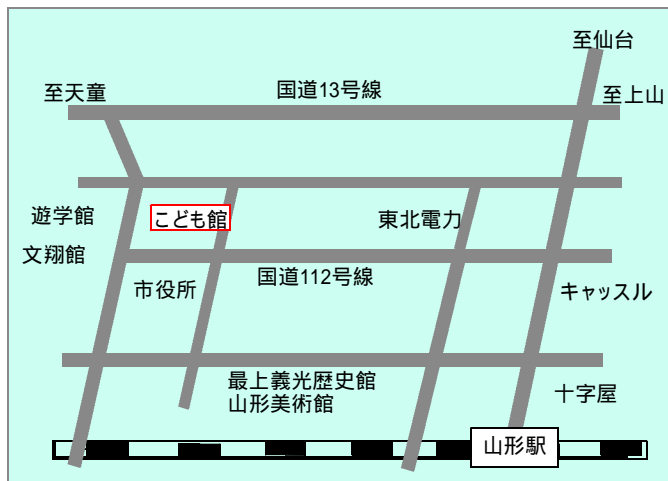 至仙台
至天童
国道13号線
至上山
遊学館
こども館
東北電力
文翔館
市役所
国道112号線
キャッスル
最上義光歴史館
山形美術館
十字屋
山形駅